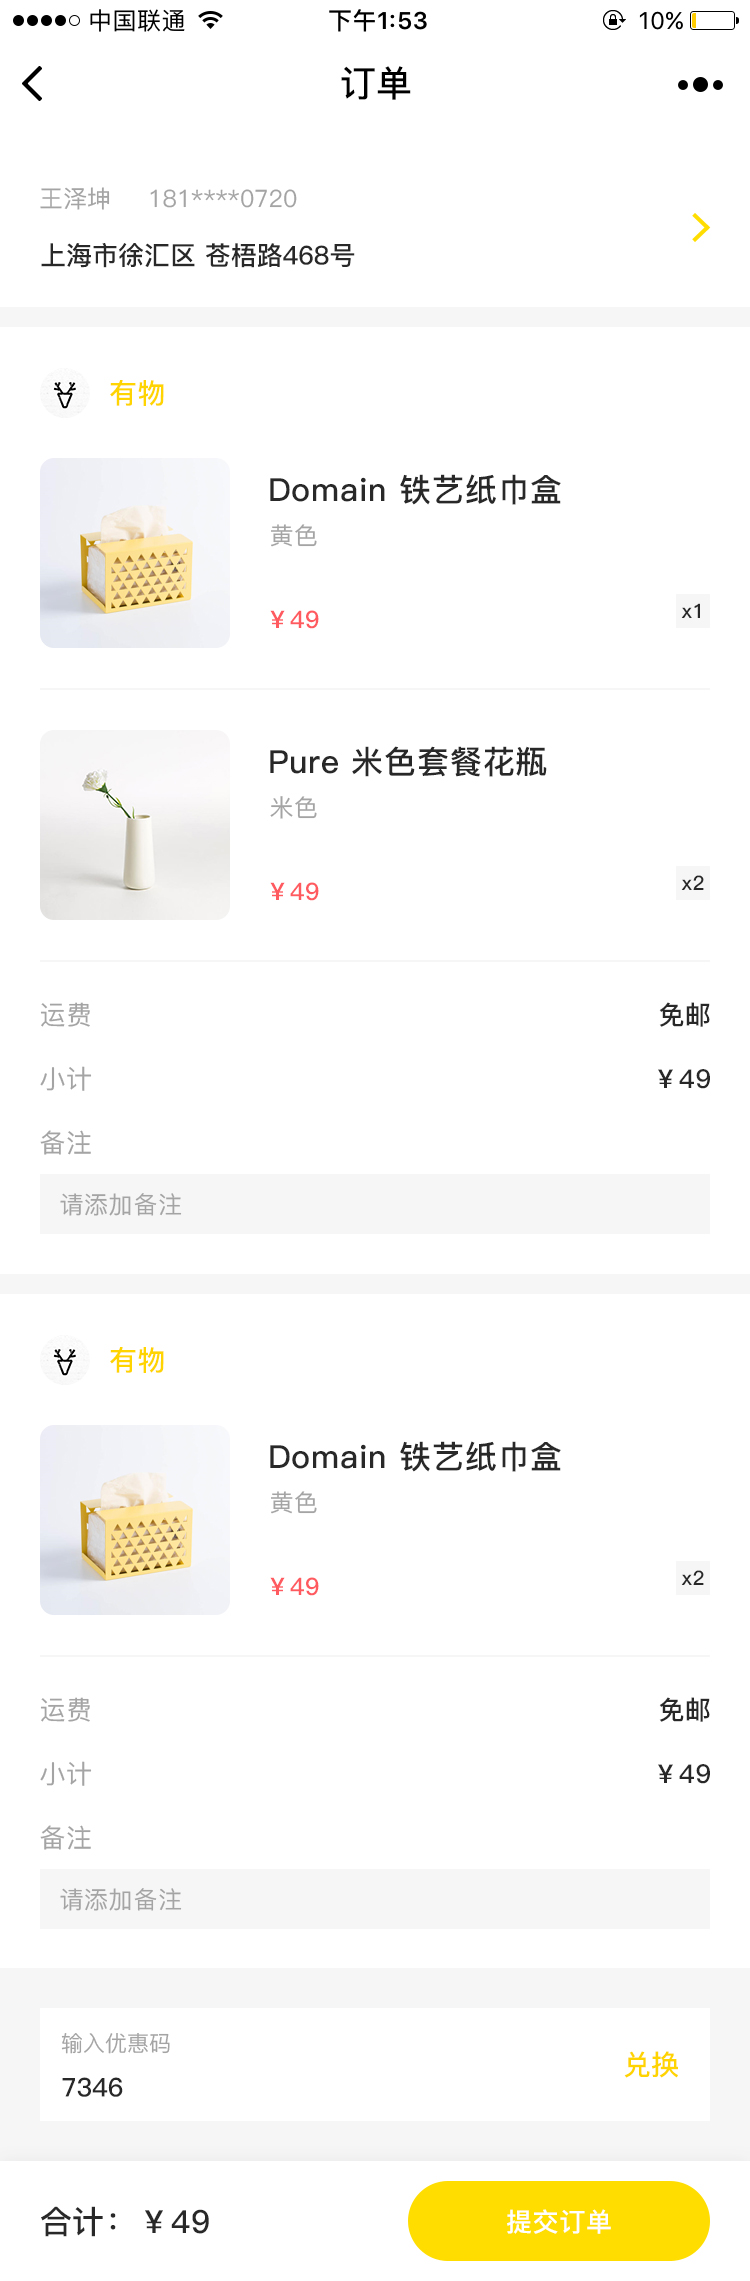 中国联通 下午1:53 10%
订单
王泽坤 181****0720
上海市徐汇区 苍梧路468号
有物
Domain 铁艺纸巾盒
黄色
¥ 49 x1
Pure 米色套餐花瓶
米色
¥ 49 x2
运费 免邮
小计 ¥ 49
备注
请添加备注
有物
Domain 铁艺纸巾盒
黄色
¥ 49 x2
运费 免邮
小计 ¥ 49
备注
请添加备注
输入优惠码
7346 兑换
合计： ¥ 49 提交订单